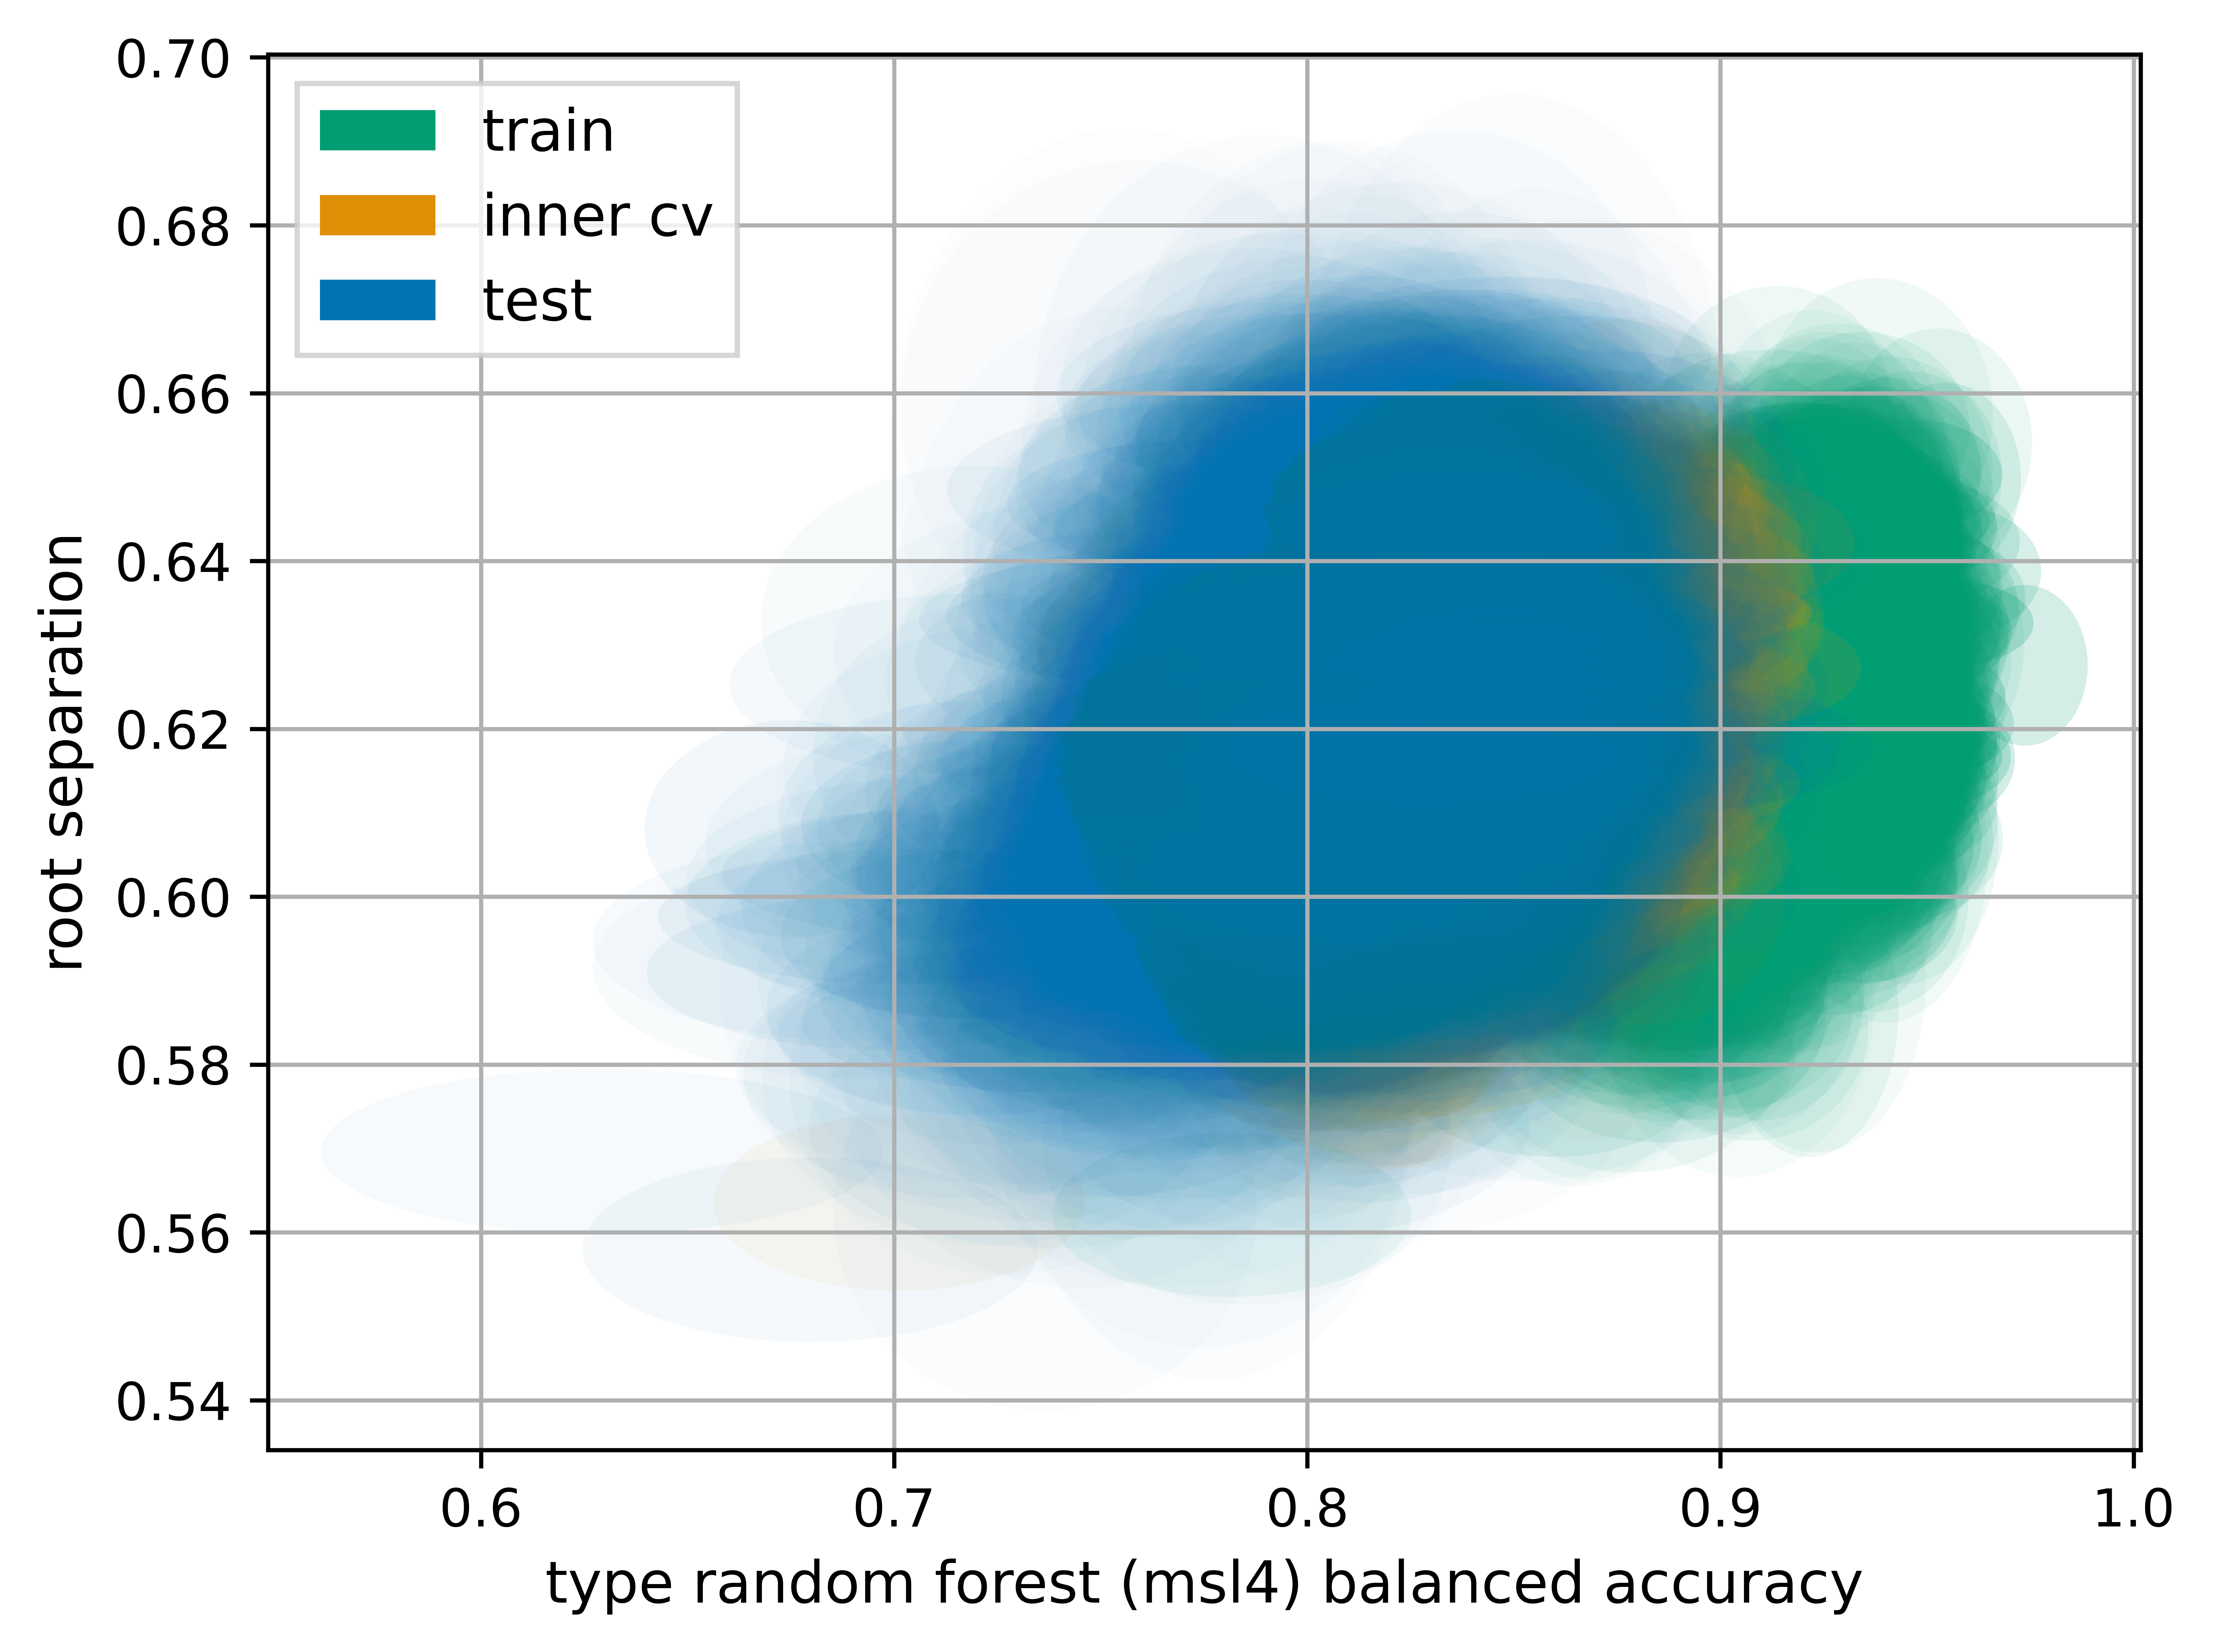 0.70
0.68
0.66
0.64
0.62
0.60
0.58
0.56
0.54
root separation
train
inner cv
test
0.6 0.7 0.8 0.9 1.0
type random forest (msl4) balanced accuracy